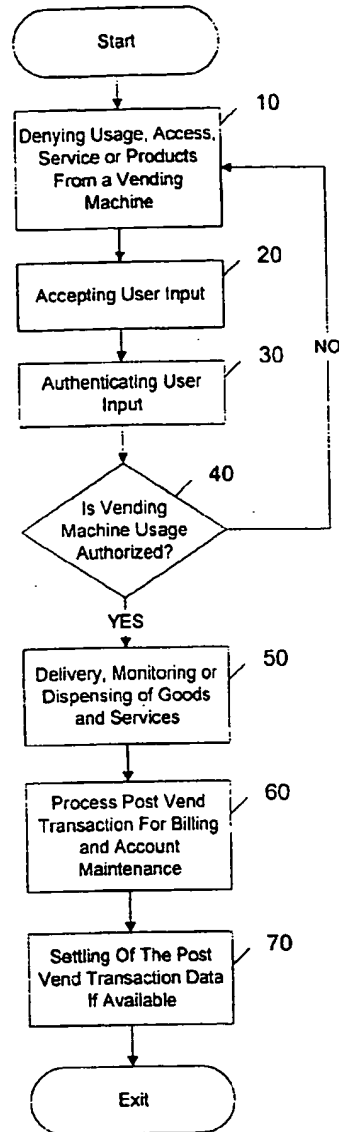 Start
10
Denying Usage, Access,
Service or Products
From a Vending
Machine
20
Accepting User Input
NO
30
Authenticating User
Input
40
Is Vending
Machine Usage
Authorized?
YES
50
Delivery, Monitoring or
Dispensing of Goods
and Services
60
Process Post Vend
Transaction For Billing
and Account
Maintenance
70
Settling Of The Post
Vend Transaction Data
If Available
Exit